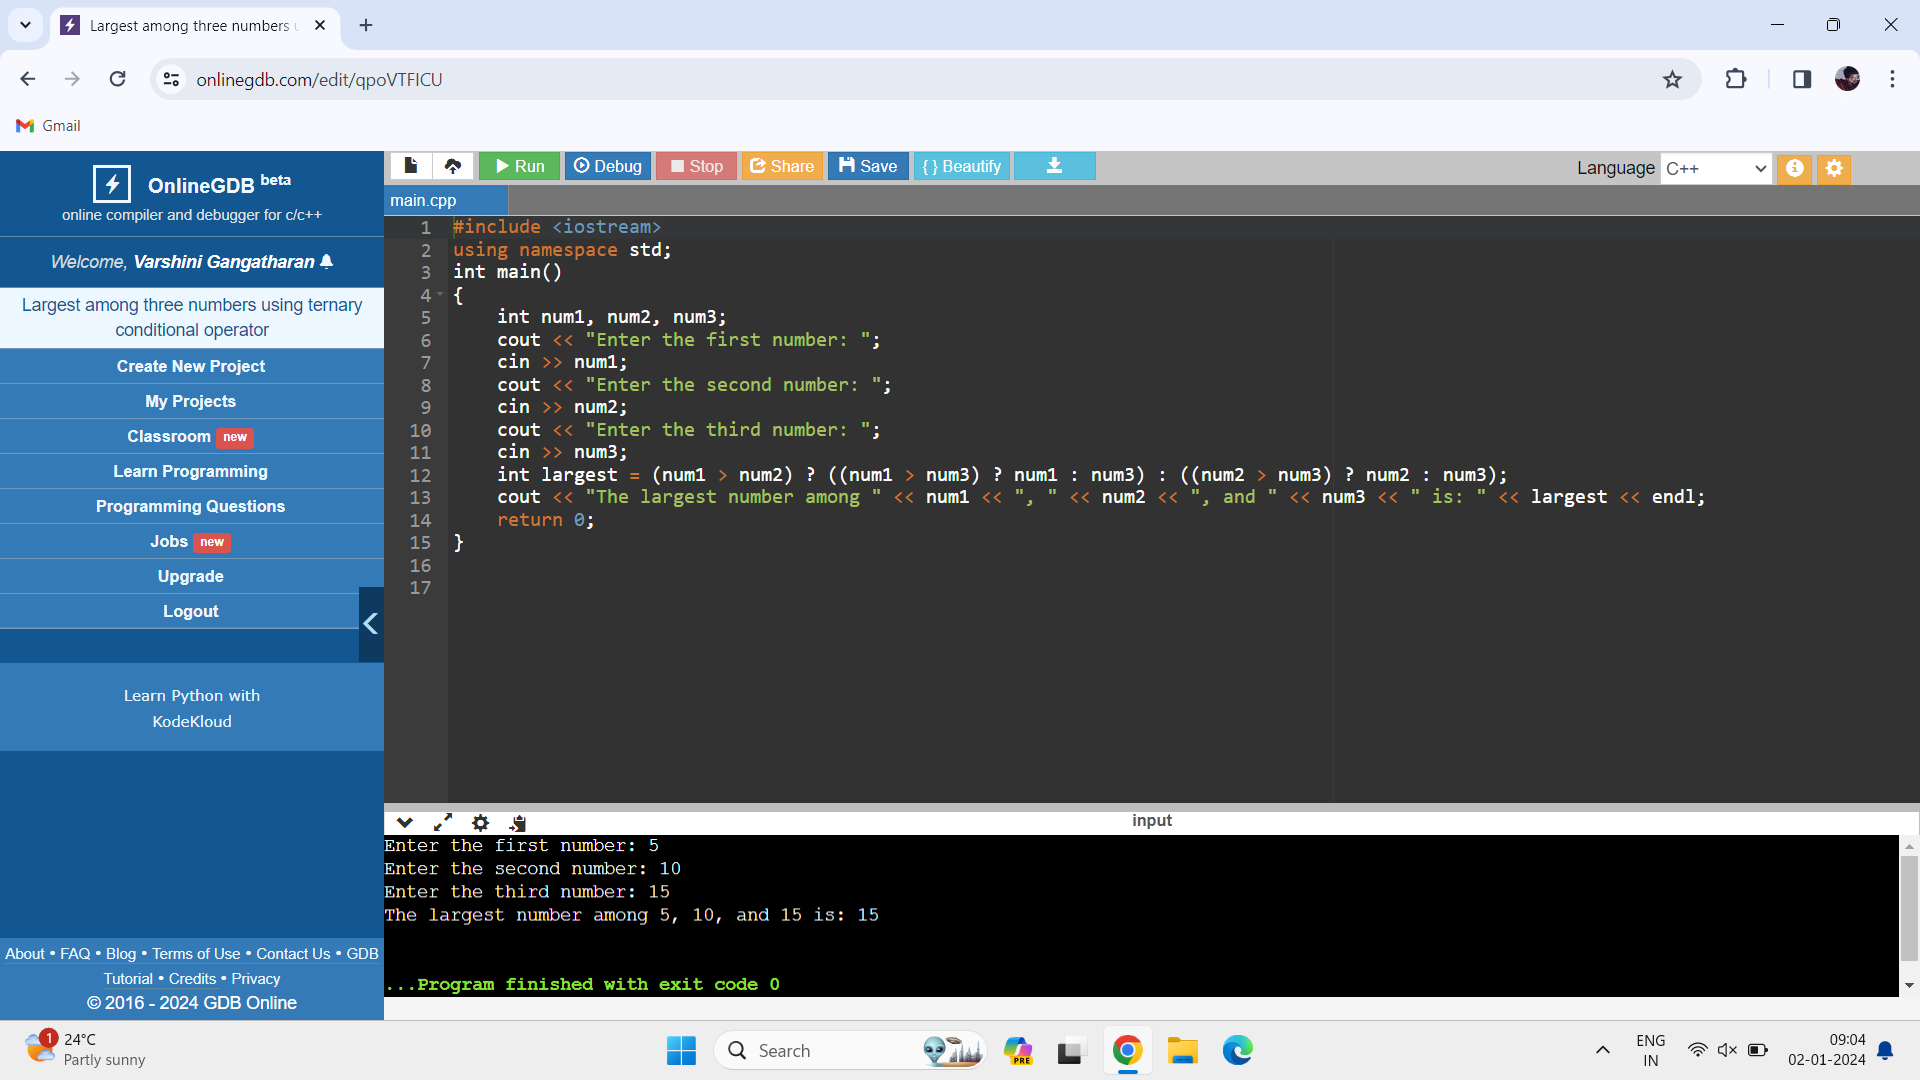 Largest among three numbers u
onlinegdb.com/edit/qpoVTFICU
Gmail
OnlineGDB beta
online compiler and debugger for c/c++
Welcome, Varshini Gangatharan
Largest among three numbers using ternary
conditional operator
Create New Project
My Projects
Classroom new
Learn Programming
Programming Questions
Jobs new
Upgrade
Logout
Learn Python with
KodeKloud
About • FAQ • Blog • Terms of Use • Contact Us • GDB
Tutorial • Credits • Privacy
© 2016 - 2024 GDB Online
Run Debug Stop Share Save { } Beautify
Language C++
main.cpp
1 #include <iostream>
2 using namespace std;
3 int main()
4 {
5 int num1, num2, num3;
6 cout << "Enter the first number: ";
7 cin >> num1;
8 cout << "Enter the second number: ";
9 cin >> num2;
10 cout << "Enter the third number: ";
11 cin >> num3;
12 int largest = (num1 > num2) ? ((num1 > num3) ? num1 : num3) : ((num2 > num3) ? num2 : num3);
13 cout << "The largest number among " << num1 << ", " << num2 << ", and " << num3 << " is: " << largest << endl;
14 return 0;
15 }
16
17
input
Enter the first number: 5
Enter the second number: 10
Enter the third number: 15
The largest number among 5, 10, and 15 is: 15
...Program finished with exit code 0
1
24°C
Partly sunny
Search
PRE
ENG
IN
09:04
02-01-2024